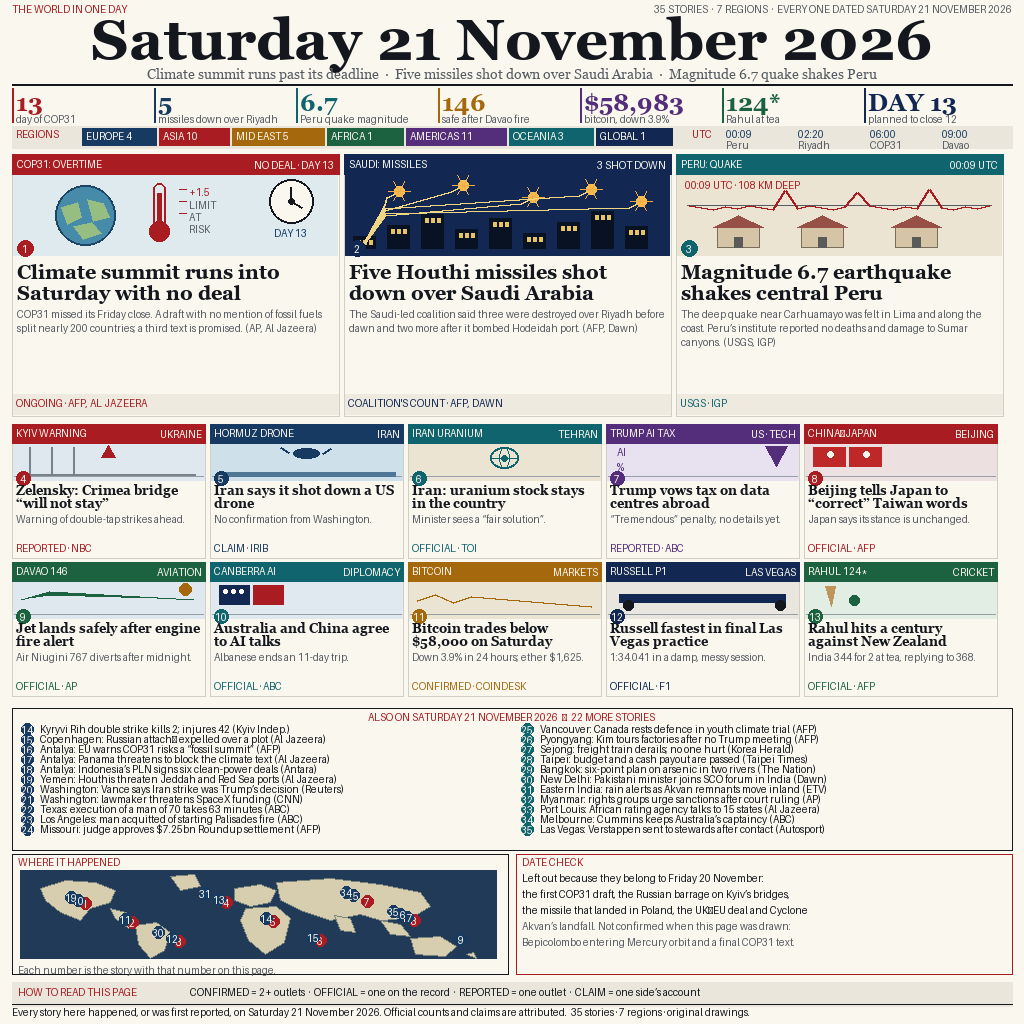 THE WORLD IN ONE DAY
35 STORIES · 7 REGIONS · EVERY ONE DATED SATURDAY 21 NOVEMBER 2026
Saturday 21 November 2026
Climate summit runs past its deadline · Five missiles shot down over Saudi Arabia · Magnitude 6.7 quake shakes Peru
13
day of COP31
5
missiles down over Riyadh
6.7
Peru quake magnitude
146
safe after Davao fire
$58,983
bitcoin, down 3.9%
124*
Rahul at tea
DAY 13
planned to close 12
REGIONS
EUROPE 4
ASIA 10
MID EAST 5
AFRICA 1
AMERICAS 11
OCEANIA 3
GLOBAL 1
UTC
00:09
Peru
02:20
Riyadh
06:00
COP31
09:00
Davao
COP31: OVERTIME
NO DEAL · DAY 13
+1.5
LIMIT
AT
RISK
DAY 13
1
Climate summit runs into
Saturday with no deal
COP31 missed its Friday close. A draft with no mention of fossil fuels
split nearly 200 countries; a third text is promised. (AP, Al Jazeera)
ONGOING · AFP, AL JAZEERA
SAUDI: MISSILES
3 SHOT DOWN
2
Five Houthi missiles shot
down over Saudi Arabia
The Saudi-led coalition said three were destroyed over Riyadh before
dawn and two more after it bombed Hodeidah port. (AFP, Dawn)
COALITION'S COUNT · AFP, DAWN
PERU: QUAKE
00:09 UTC
00:09 UTC · 108 KM DEEP
3
Magnitude 6.7 earthquake
shakes central Peru
The deep quake near Carhuamayo was felt in Lima and along the
coast. Peru's institute reported no deaths and damage to Sumar
canyons. (USGS, IGP)
USGS · IGP
KYIV WARNING
UKRAINE
4
Zelensky: Crimea bridge
“will not stay”
Warning of double-tap strikes ahead.
REPORTED · NBC
HORMUZ DRONE
IRAN
5
Iran says it shot down a US
drone
No confirmation from Washington.
CLAIM · IRIB
IRAN URANIUM
TEHRAN
6
Iran: uranium stock stays
in the country
Minister sees a “fair solution”.
OFFICIAL · TOI
TRUMP AI TAX
US · TECH
AI
%
7
Trump vows tax on data
centres abroad
“Tremendous” penalty; no details yet.
REPORTED · ABC
CHINA▯JAPAN
BEIJING
8
Beijing tells Japan to
“correct” Taiwan words
Japan says its stance is unchanged.
OFFICIAL · AFP
DAVAO 146
AVIATION
9
Jet lands safely after engine
fire alert
Air Niugini 767 diverts after midnight.
OFFICIAL · AP
CANBERRA AI
DIPLOMACY
10
Australia and China agree
to AI talks
Albanese ends an 11-day trip.
OFFICIAL · ABC
BITCOIN
MARKETS
11
Bitcoin trades below
$58,000 on Saturday
Down 3.9% in 24 hours; ether $1,625.
CONFIRMED · COINDESK
RUSSELL P1
LAS VEGAS
12
Russell fastest in final Las
Vegas practice
1:34.041 in a damp, messy session.
OFFICIAL · F1
RAHUL 124*
CRICKET
13
Rahul hits a century
against New Zealand
India 344 for 2 at tea, replying to 368.
OFFICIAL · AFP
ALSO ON SATURDAY 21 NOVEMBER 2026 ▯ 22 MORE STORIES
14 Kyryvi Rih double strike kills 2; injures 42 (Kyiv Indep.)
15 Copenhagen: Russian attach▯ expelled over a plot (Al Jazeera)
16 Antalya: EU warns COP31 risks a “fossil summit” (AFP)
17 Antalya: Panama threatens to block the climate text (Al Jazeera)
18 Antalya: Indonesia's PLN signs six clean-power deals (Antara)
19 Yemen: Houthis threaten Jeddah and Red Sea ports (Al Jazeera)
20 Washington: Vance says Iran strike was Trump's decision (Reuters)
21 Washington: lawmaker threatens SpaceX funding (CNN)
22 Texas: execution of a man of 70 takes 63 minutes (ABC)
23 Los Angeles: man acquitted of starting Palisades fire (ABC)
24 Missouri: judge approves $7.25bn Roundup settlement (AFP)
25 Vancouver: Canada rests defence in youth climate trial (AFP)
26 Pyongyang: Kim tours factories after no Trump meeting (AFP)
27 Sejong: freight train derails; no one hurt (Korea Herald)
28 Taipei: budget and a cash payout are passed (Taipei Times)
29 Bangkok: six-point plan on arsenic in two rivers (The Nation)
30 New Delhi: Pakistani minister joins SCO forum in India (Dawn)
31 Eastern India: rain alerts as Akvan remnants move inland (ETV)
32 Myanmar: rights groups urge sanctions after court ruling (AP)
33 Port Louis: African rating agency talks to 15 states (Al Jazeera)
34 Melbourne: Cummins keeps Australia's captaincy (ABC)
35 Las Vegas: Verstappen sent to stewards after contact (Autosport)
WHERE IT HAPPENED
31
9
Each number is the story with that number on this page.
DATE CHECK
Left out because they belong to Friday 20 November:
the first COP31 draft, the Russian barrage on Kyiv's bridges,
the missile that landed in Poland, the UK▯EU deal and Cyclone
Akvan's landfall. Not confirmed when this page was drawn:
Bepicolombo entering Mercury orbit and a final COP31 text.
HOW TO READ THIS PAGE
CONFIRMED = 2+ outlets · OFFICIAL = one on the record · REPORTED = one outlet · CLAIM = one side's account
Every story here happened, or was first reported, on Saturday 21 November 2026. Official counts and claims are attributed. 35 stories · 7 regions · original drawings.